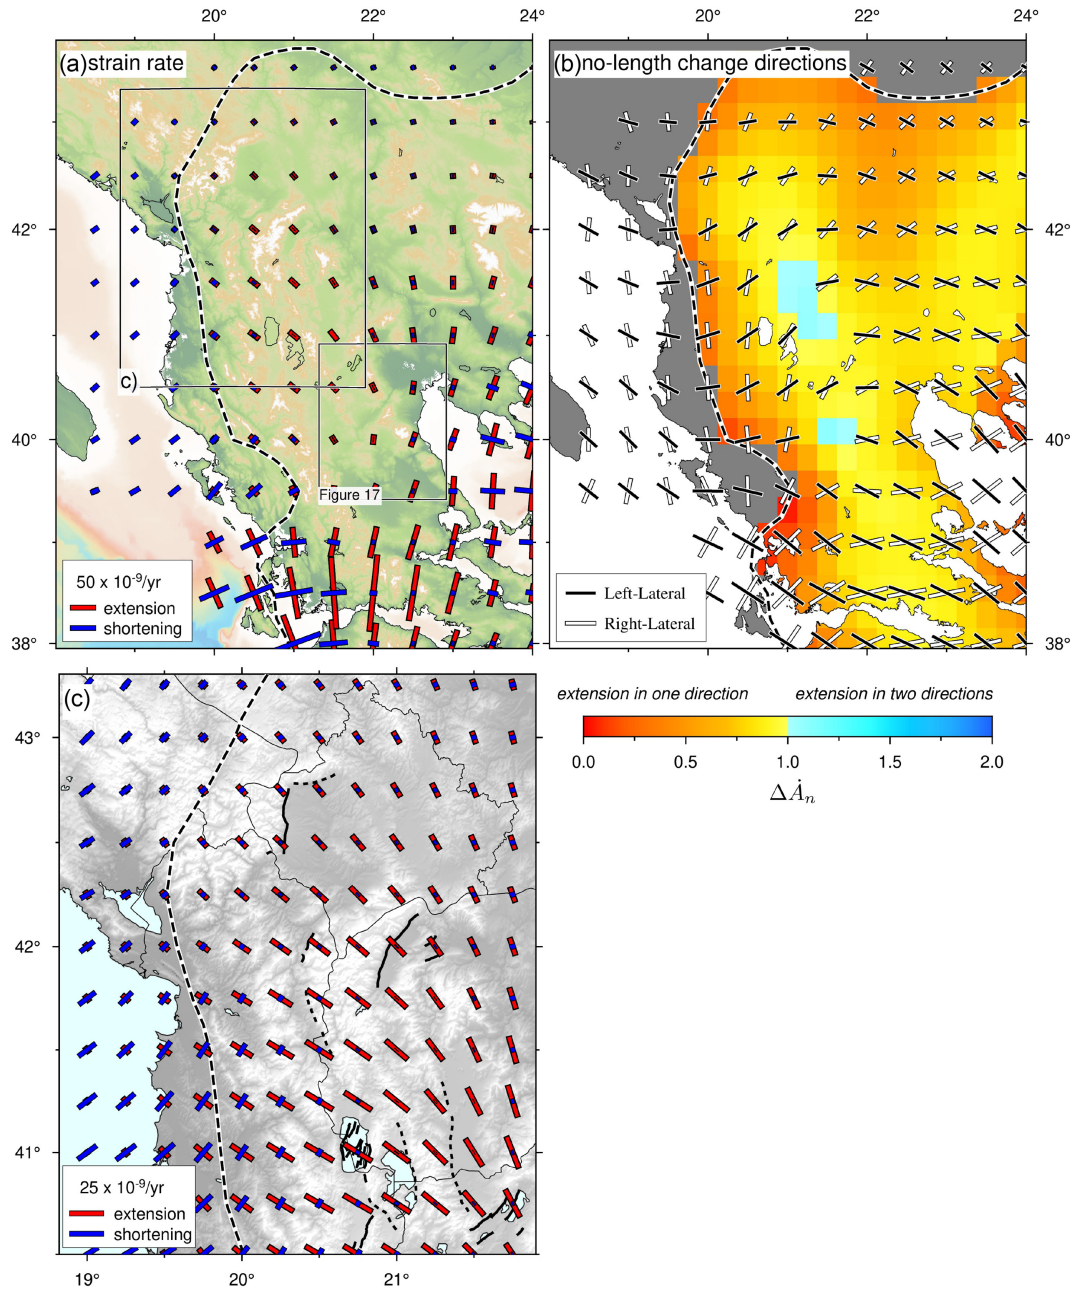 20° 22° 24° 20° 22° 24°
(a)strain rate
(b)no-length change directions
42° 42°
c)
40° 40°
Figure 17
50 x 10⁻⁹/yr
extension
shortening
Left-Lateral
Right-Lateral
38° 38°
(c)
extension in one direction extension in two directions
0.0 0.5 1.0 1.5 2.0
ΔȦₙ
43° 43°
42° 42°
41° 41°
25 x 10⁻⁹/yr
extension
shortening
19° 20° 21°